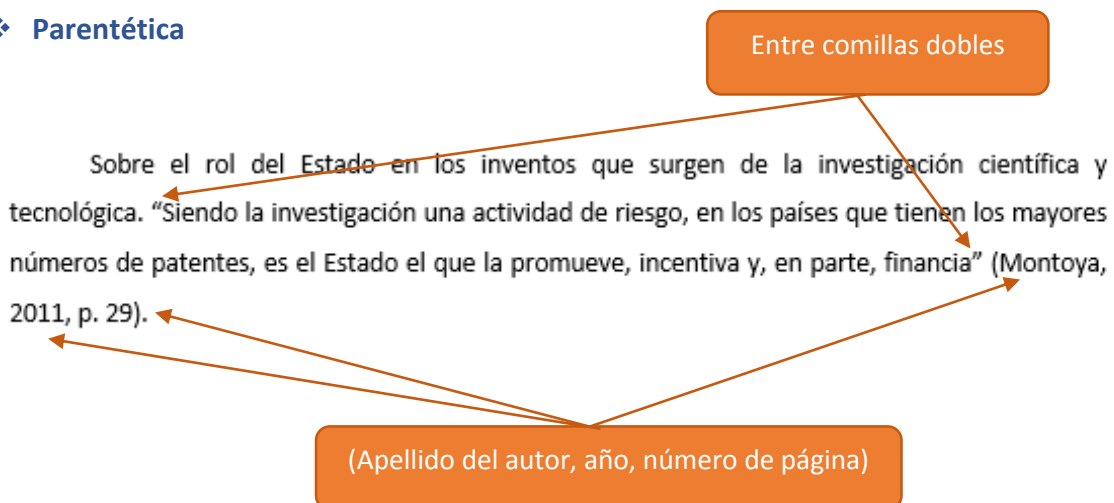 ❖ Parentética
Entre comillas dobles
Sobre el rol del Estado en los inventos que surgen de la investigación científica y
tecnológica. “Siendo la investigación una actividad de riesgo, en los países que tienen los mayores
números de patentes, es el Estado el que la promueve, incentiva y, en parte, financia” (Montoya,
2011, p. 29).
(Apellido del autor, año, número de página)